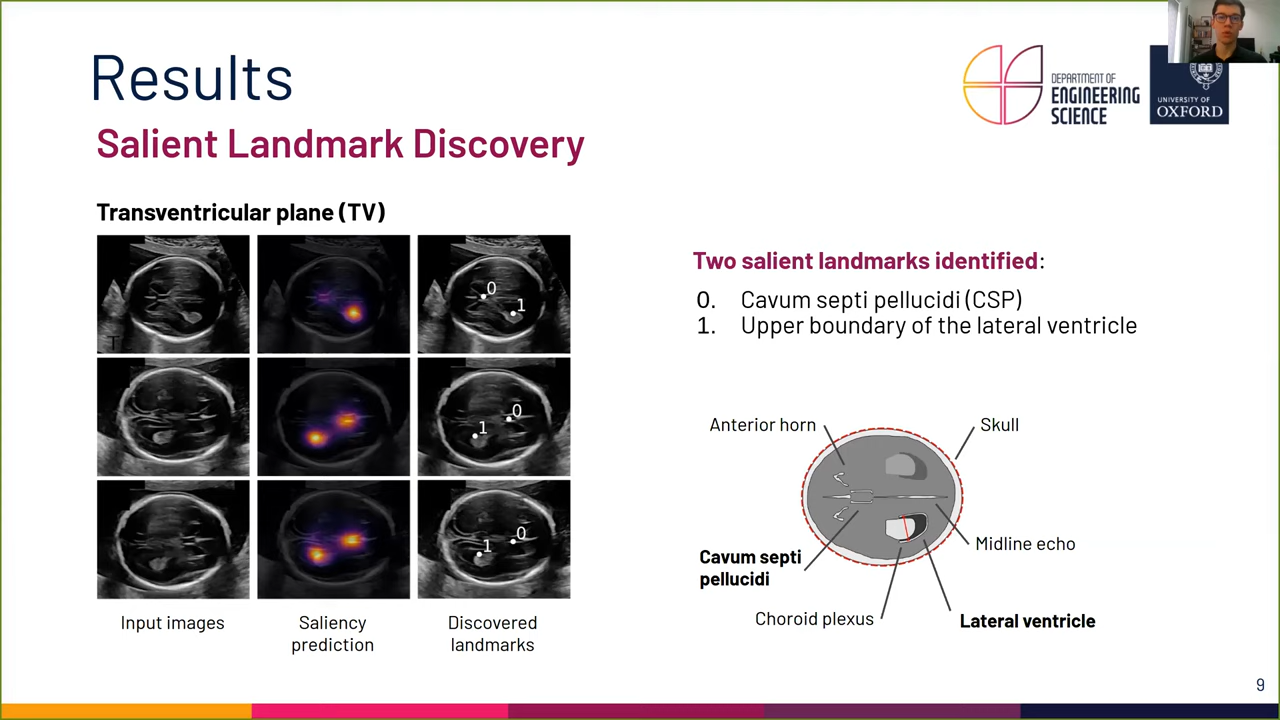 Results
Salient Landmark Discovery
DEPARTMENT OF
ENGINEERING
SCIENCE
UNIVERSITY OF
OXFORD
Transventricular plane (TV)
0
1
T
0
1
0
1
Input images
Saliency
prediction
Discovered
landmarks
Two salient landmarks identified:
0. Cavum septi pellucidi (CSP)
1. Upper boundary of the lateral ventricle
Anterior horn
Skull
Cavum septi
pellucidi
Midline echo
Choroid plexus
Lateral ventricle
9